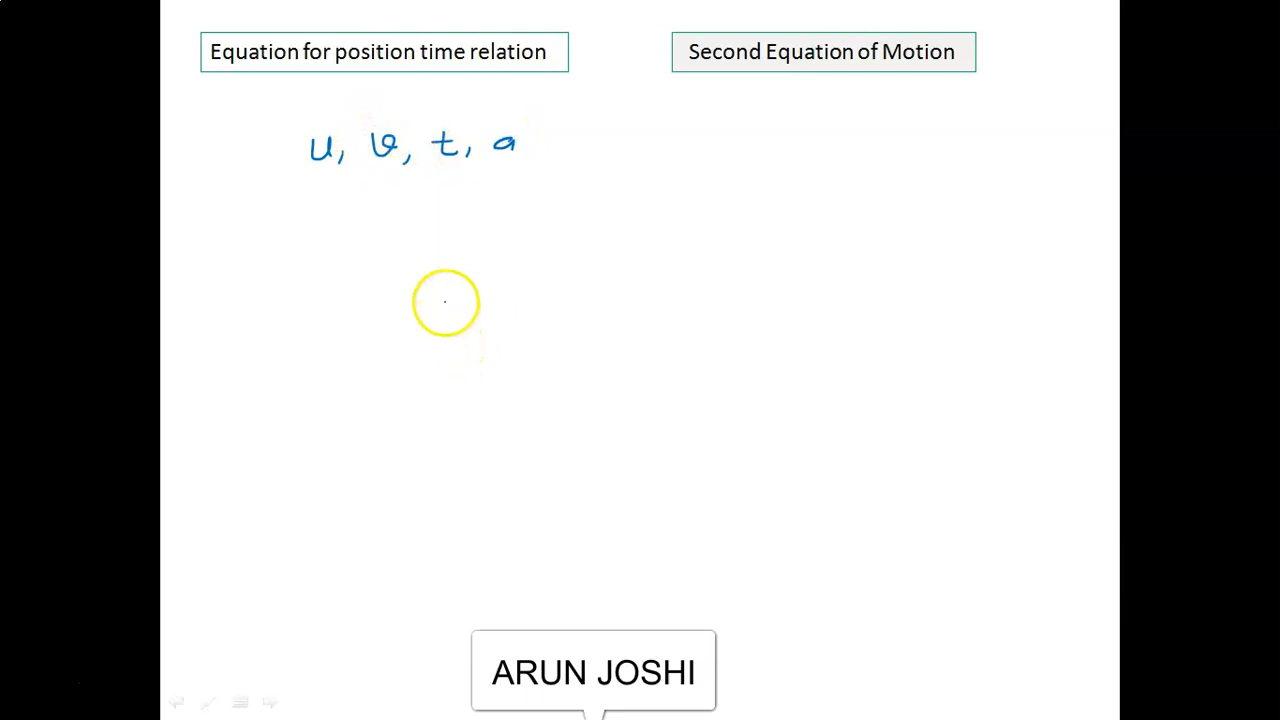 Equation for position time relation
Second Equation of Motion
u, v, t, a
ARUN JOSHI